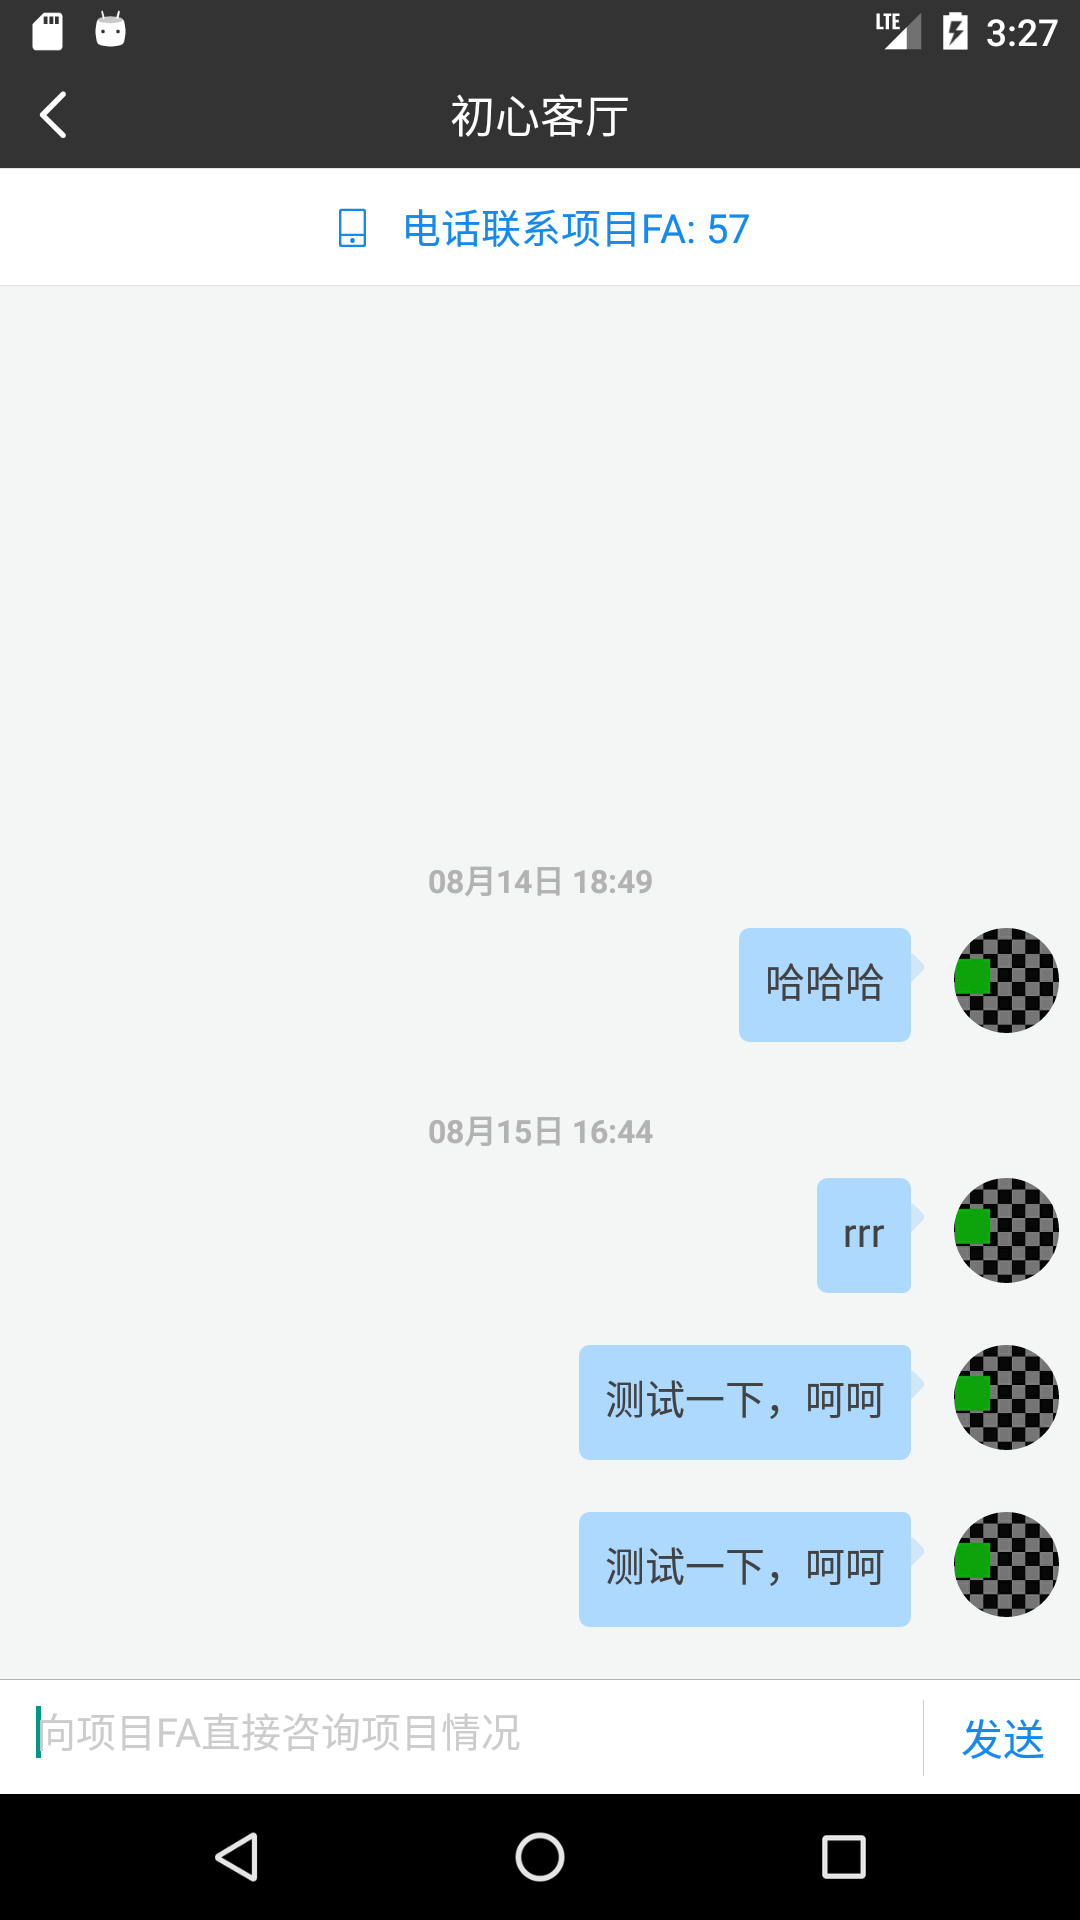 LTE 3:27
初心客厅
电话联系项目FA: 57
08月14日 18:49
哈哈哈
08月15日 16:44
rrr
测试一下，呵呵
测试一下，呵呵
向项目FA直接咨询项目情况
发送